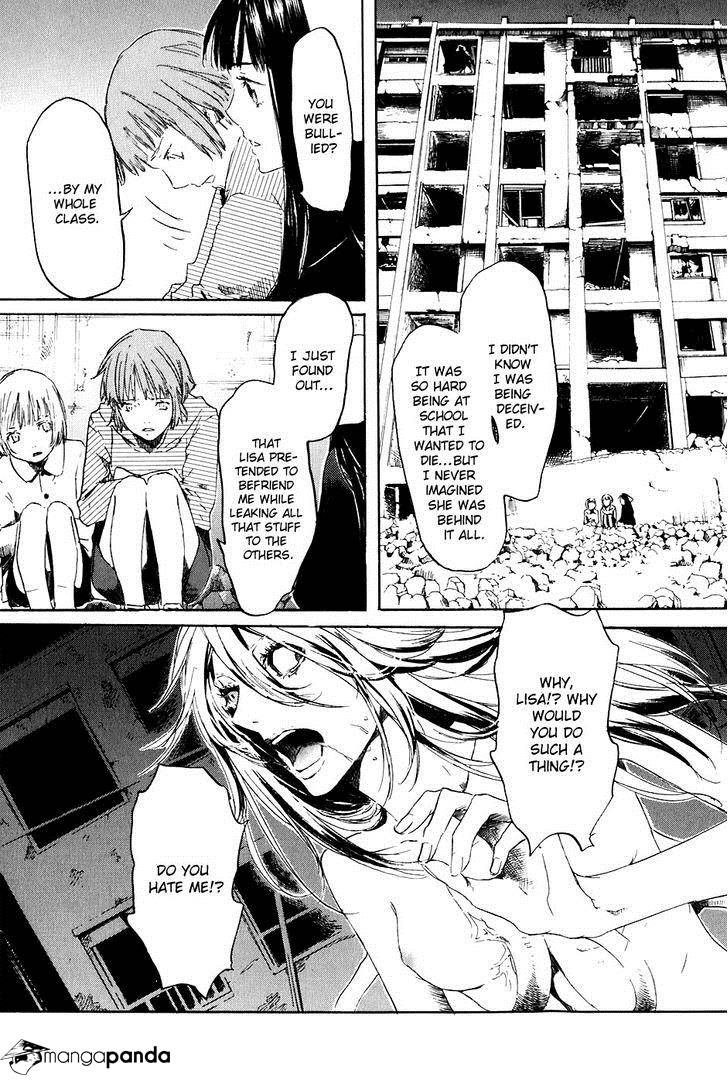 I DIDN'T
KNOW
I WAS
BEING
DECEIV-
ED.
IT WAS
SO HARD
BEING AT
SCHOOL
THAT I
WANTED TO
DIE...BUT
I NEVER
IMAGINED
SHE WAS
BEHIND
IT ALL.
YOU
WERE
BULL-
IED?
...BY MY
WHOLE
CLASS.
I JUST
FOUND
OUT...
THAT
LISA PRE-
TENDED TO
BEFRIEND
ME WHILE
LEAKING ALL
THAT STUFF
TO THE
OTHERS.
WHY,
LISA!? WHY
WOULD
YOU DO
SUCH A
THING!?
DO YOU
HATE ME!?
mangapanda